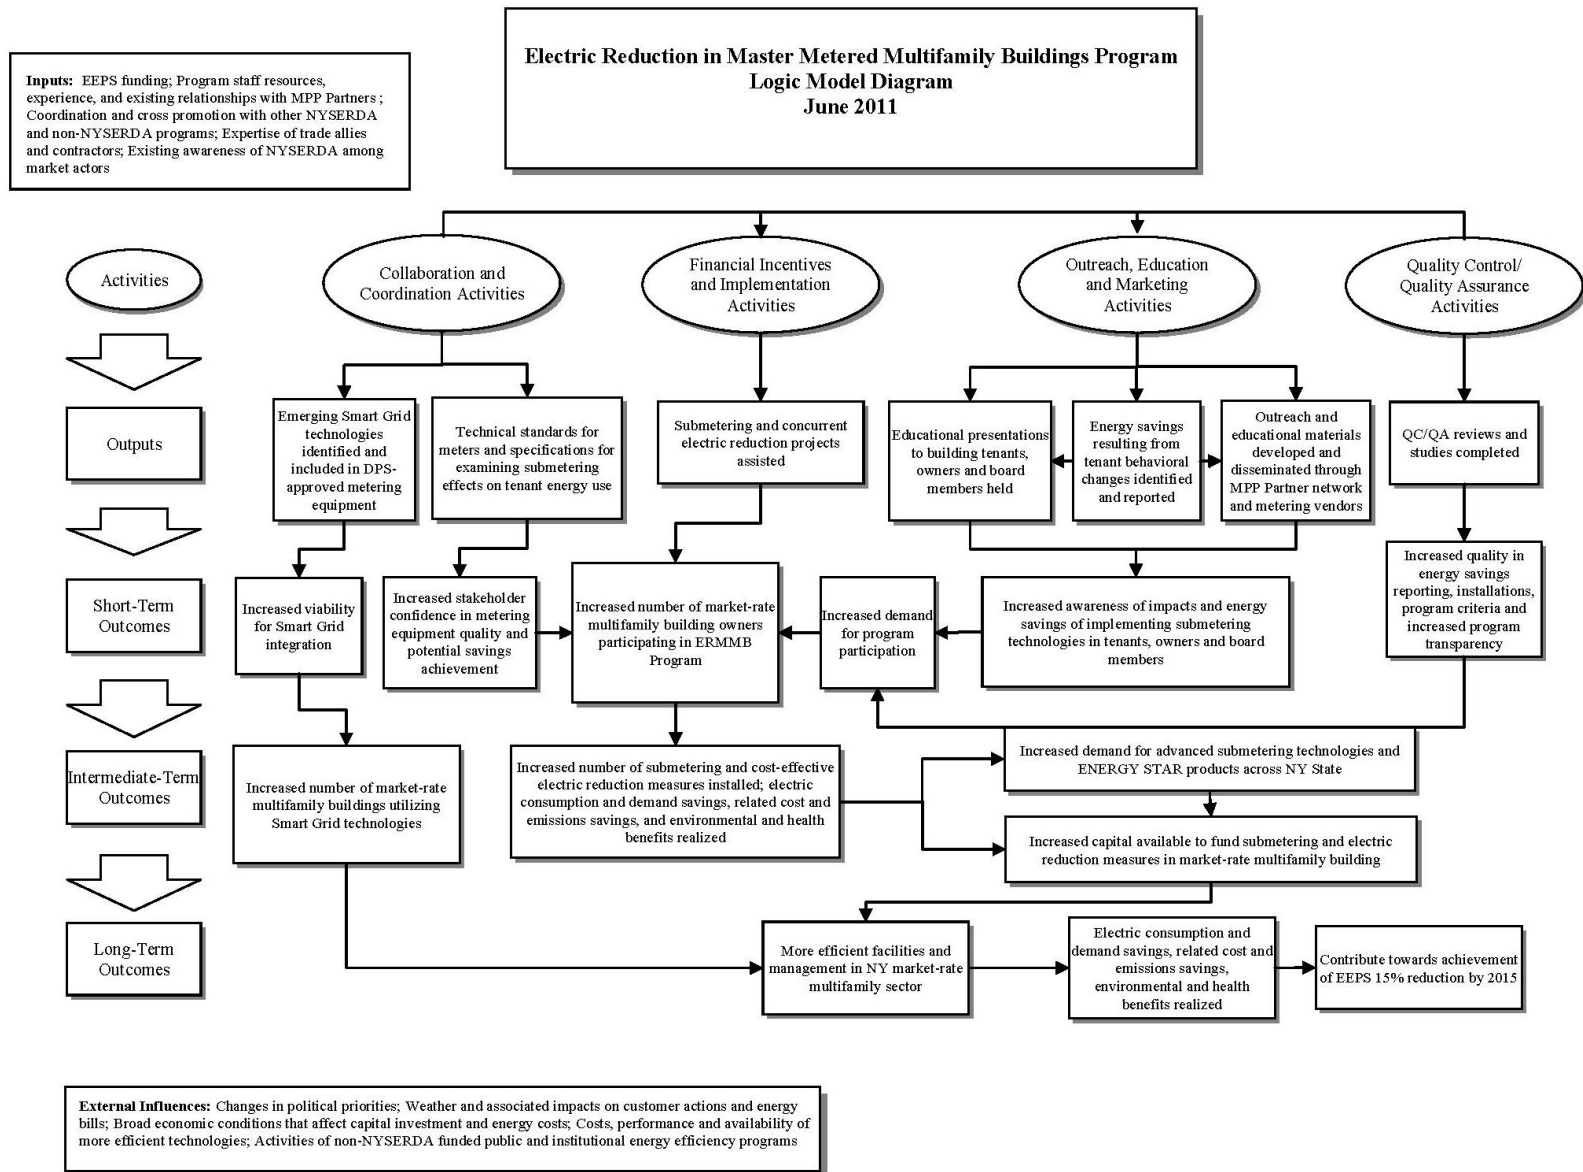 Electric Reduction in Master Metered Multifamily Buildings Program
Logic Model Diagram
June 2011
Inputs: EEPS funding; Program staff resources,
experience, and existing relationships with MPP Partners ;
Coordination and cross promotion with other NYSERDA
and non-NYSERDA programs; Expertise of trade allies
and contractors; Existing awareness of NYSERDA among
market actors
Activities
Collaboration and
Coordination Activities
Financial Incentives
and Implementation
Activities
Outreach, Education
and Marketing
Activities
Quality Control/
Quality Assurance
Activities
Outputs
Emerging Smart Grid
technologies
identified and
included in DPS-
approved metering
equipment
Technical standards for
meters and specifications for
examining submetering
effects on tenant energy use
Submetering and concurrent
electric reduction projects
assisted
Educational presentations
to building tenants,
owners and board
members held
Energy savings
resulting from
tenant behavioral
changes identified
and reported
Outreach and
educational materials
developed and
disseminated through
MPP Partner network
and metering vendors
QC/QA reviews and
studies completed
Short-Term
Outcomes
Increased viability
for Smart Grid
integration
Increased stakeholder
confidence in metering
equipment quality and
potential savings
achievement
Increased number of market-rate
multifamily building owners
participating in ERMMB
Program
Increased demand
for program
participation
Increased awareness of impacts and energy
savings of implementing submetering
technologies in tenants, owners and board
members
Increased quality in
energy savings
reporting, installations,
program criteria and
increased program
transparency
Intermediate-Term
Outcomes
Increased number of market-rate
multifamily buildings utilizing
Smart Grid technologies
Increased number of submetering and cost-effective
electric reduction measures installed; electric
consumption and demand savings, related cost and
emissions savings, and environmental and health
benefits realized
Increased demand for advanced submetering technologies and
ENERGY STAR products across NY State
Increased capital available to fund submetering and electric
reduction measures in market-rate multifamily building
Long-Term
Outcomes
More efficient facilities and
management in NY market-rate
multifamily sector
Electric consumption and
demand savings, related cost and
emissions savings,
environmental and health
benefits realized
Contribute towards achievement
of EEPS 15% reduction by 2015
External Influences: Changes in political priorities; Weather and associated impacts on customer actions and energy
bills; Broad economic conditions that affect capital investment and energy costs; Costs, performance and availability of
more efficient technologies; Activities of non-NYSERDA funded public and institutional energy efficiency programs